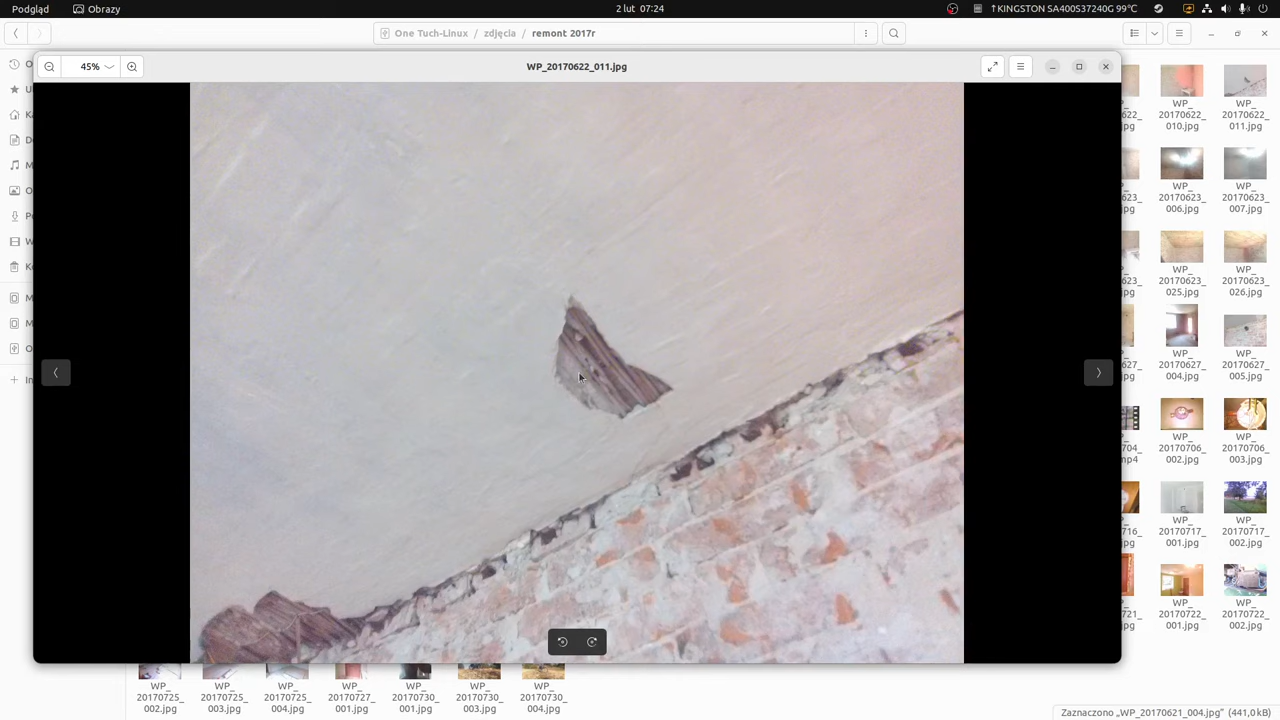 Podgląd
Obrazy
2 lut 07:24
↑KINGSTON SA400S37240G 99°C
One Tuch-Linux / zdjęcia / remont 2017r
45%
WP_20170622_011.jpg
WP_20170622_010.jpg
WP_20170622_011.jpg
WP_20170623_006.jpg
WP_20170623_007.jpg
WP_20170623_025.jpg
WP_20170623_026.jpg
WP_20170627_004.jpg
WP_20170627_005.jpg
WP_20170706_002.jpg
WP_20170706_003.jpg
WP_20170717_001.jpg
WP_20170717_002.jpg
WP_20170722_001.jpg
WP_20170722_002.jpg
WP_20170725_002.jpg
WP_20170725_003.jpg
WP_20170725_004.jpg
WP_20170727_001.jpg
WP_20170730_001.jpg
WP_20170730_003.jpg
WP_20170730_004.jpg
Zaznaczono „WP_20170621_004.jpg” (441,0 kB)